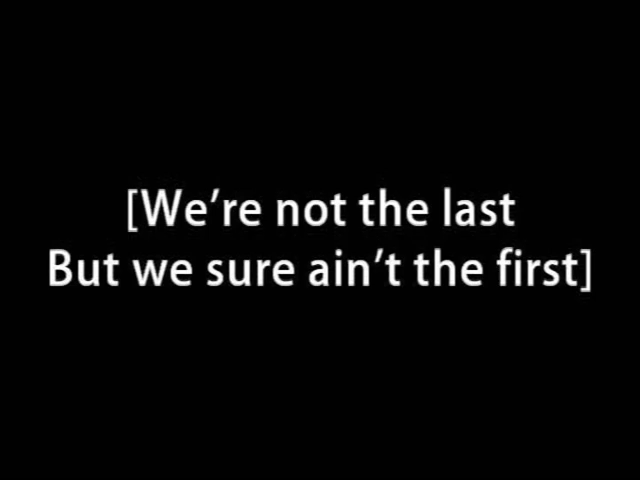 [We’re not the last
But we sure ain’t the first]